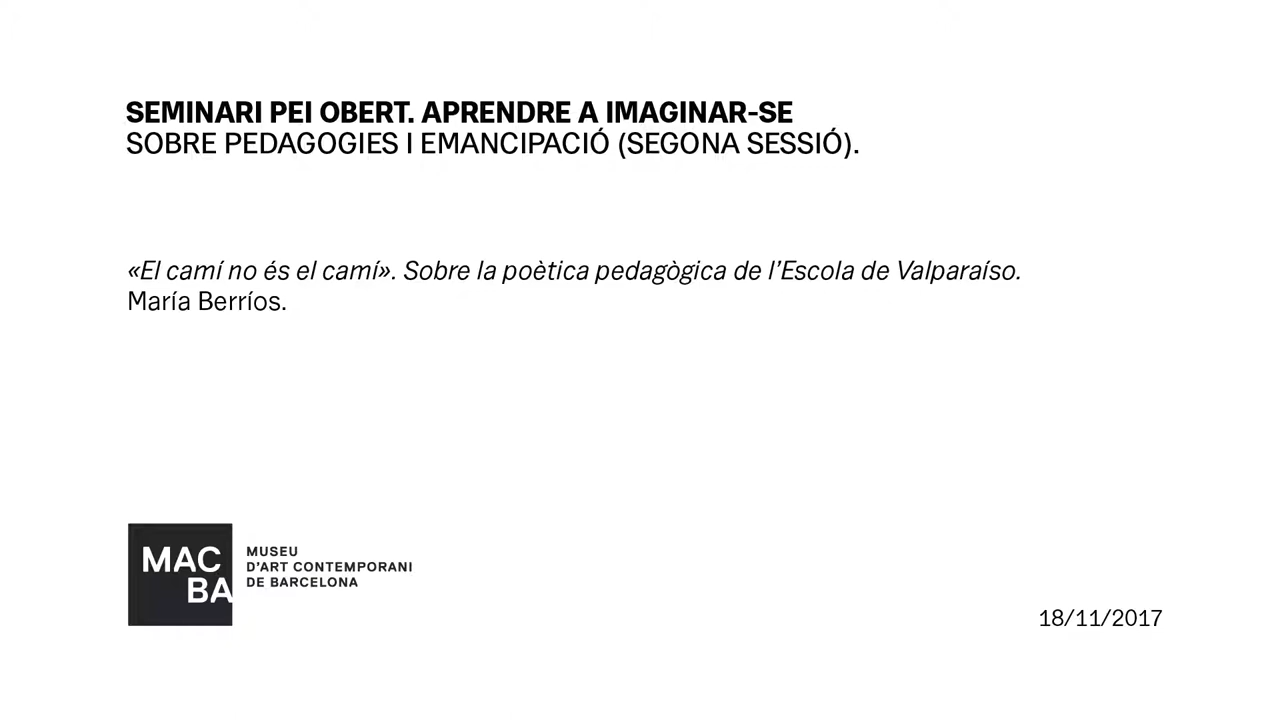 SEMINARI PEI OBERT. APRENDRE A IMAGINAR-SE
SOBRE PEDAGOGIES I EMANCIPACIÓ (SEGONA SESSIÓ).
«El camí no és el camí». Sobre la poètica pedagògica de l’Escola de Valparaíso.
María Berríos.
MAC
BA
MUSEU
D’ART CONTEMPORANI
DE BARCELONA
18/11/2017